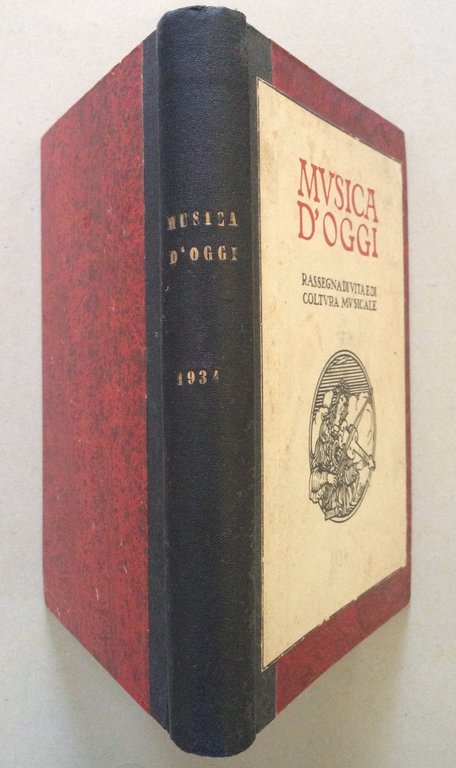 MUSICA
D'OGGI
1934
MVSICA
D'OGGI
RASSEGNA DI VITA E DI
COLTVRA MVSICALE